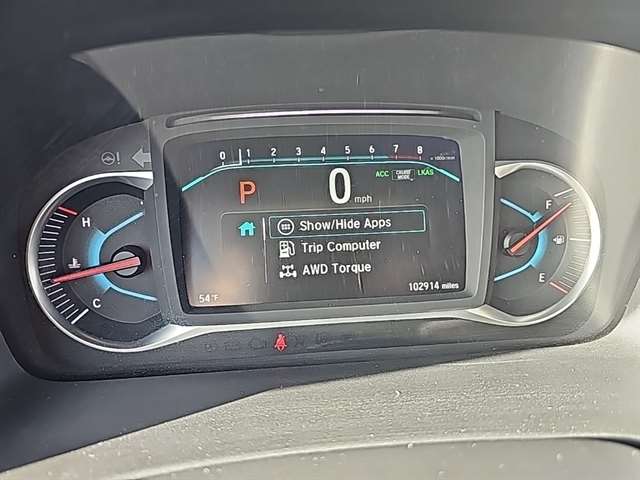 0 1 2 3 4 5 6 7 8 x 1000r/min
ACC CRUISE MODE LKAS
P 0 mph
H
C
Show/Hide Apps
Trip Computer
AWD Torque
54°F
102914 miles
F
E